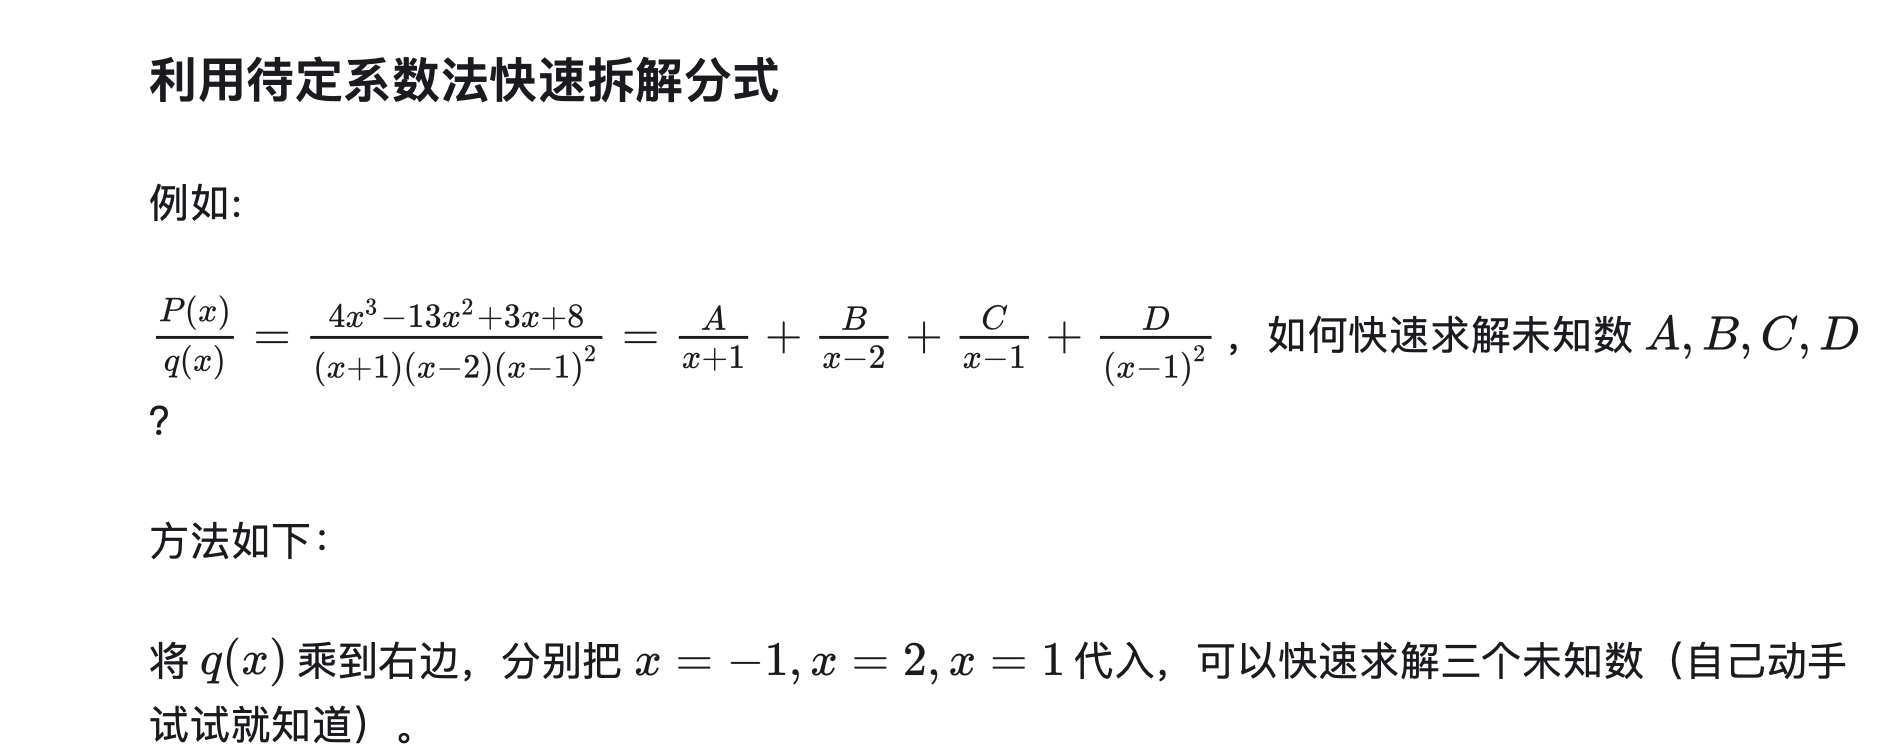 利用待定系数法快速拆解分式
例如:
$\frac{P(x)}{q(x)} = \frac{4x^3-13x^2+3x+8}{(x+1)(x-2)(x-1)^2} = \frac{A}{x+1} + \frac{B}{x-2} + \frac{C}{x-1} + \frac{D}{(x-1)^2}$，如何快速求解未知数 $A, B, C, D$
?
方法如下：
将 $q(x)$ 乘到右边，分别把 $x = -1, x = 2, x = 1$ 代入，可以快速求解三个未知数（自己动手
试试就知道）。